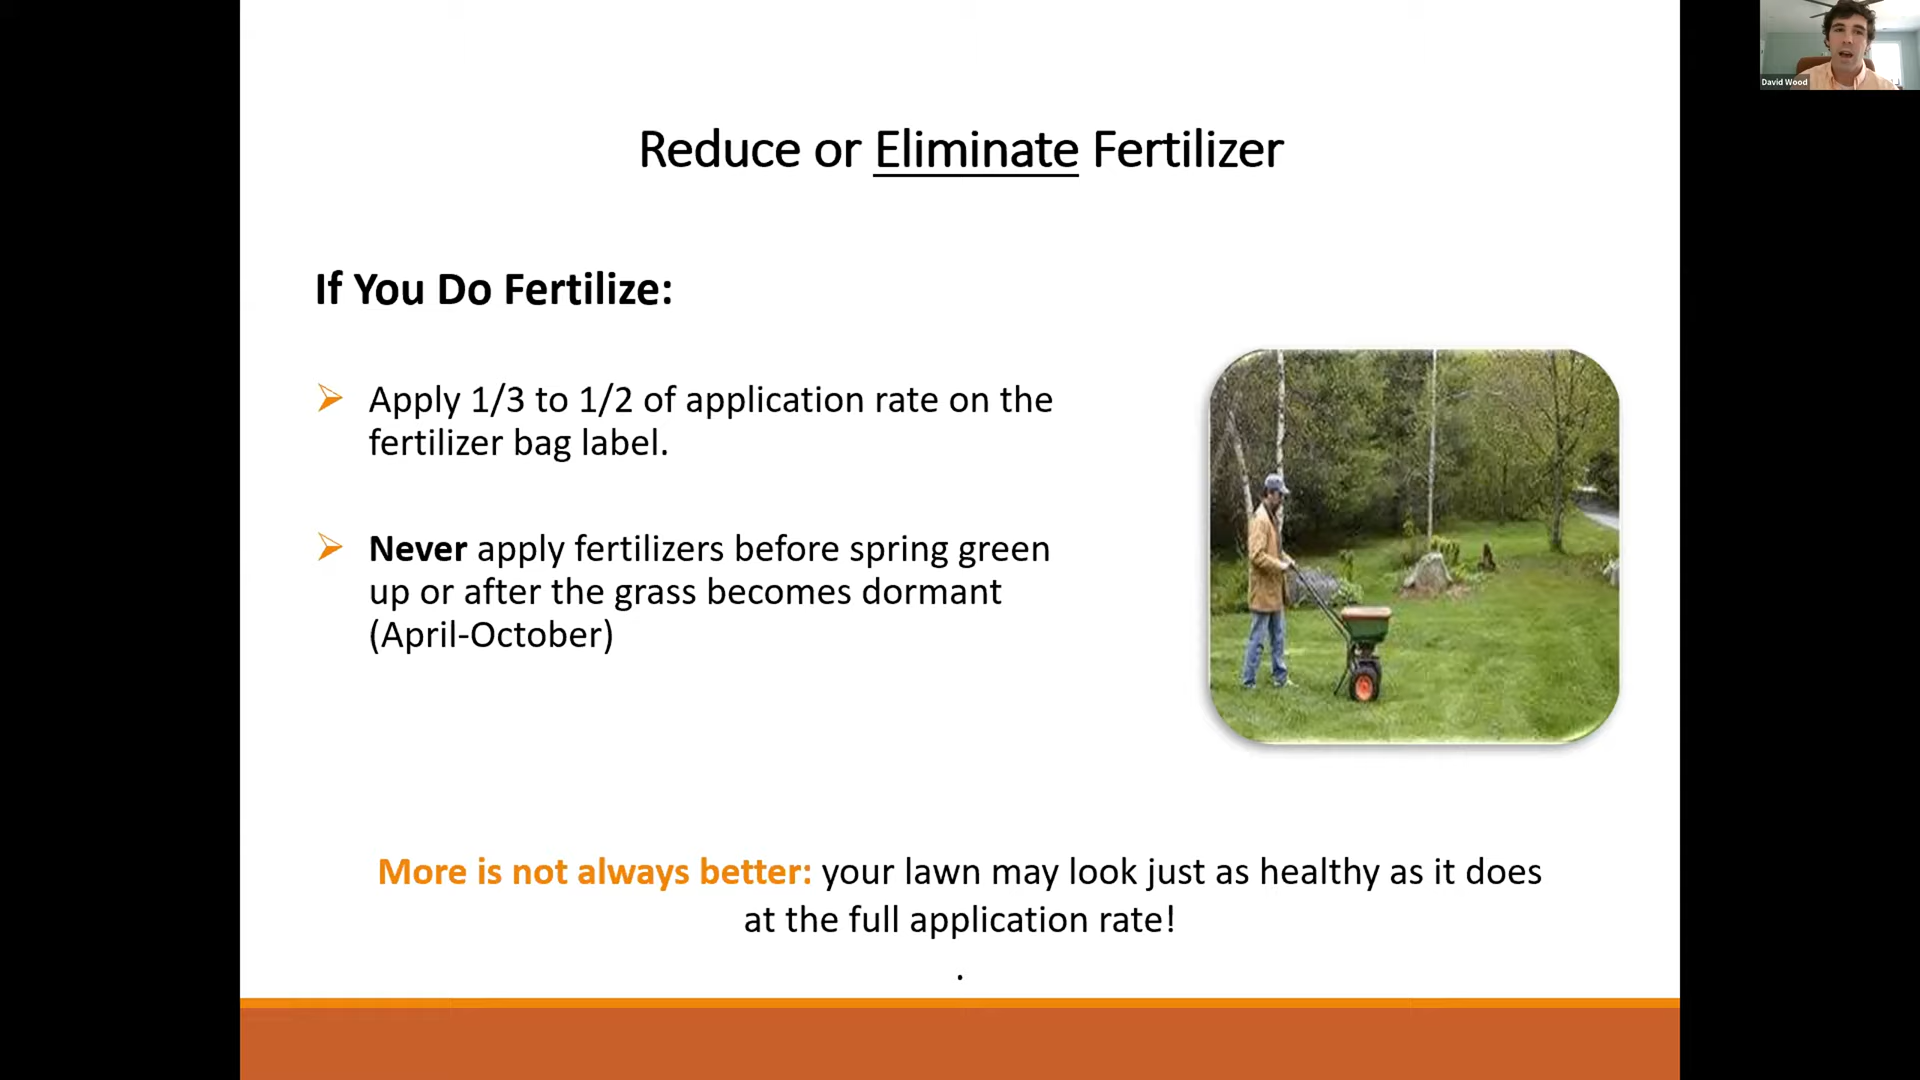 David Wood
Reduce or Eliminate Fertilizer
If You Do Fertilize:
Apply 1/3 to 1/2 of application rate on the
fertilizer bag label.
Never apply fertilizers before spring green
up or after the grass becomes dormant
(April-October)
More is not always better: your lawn may look just as healthy as it does
at the full application rate!
.